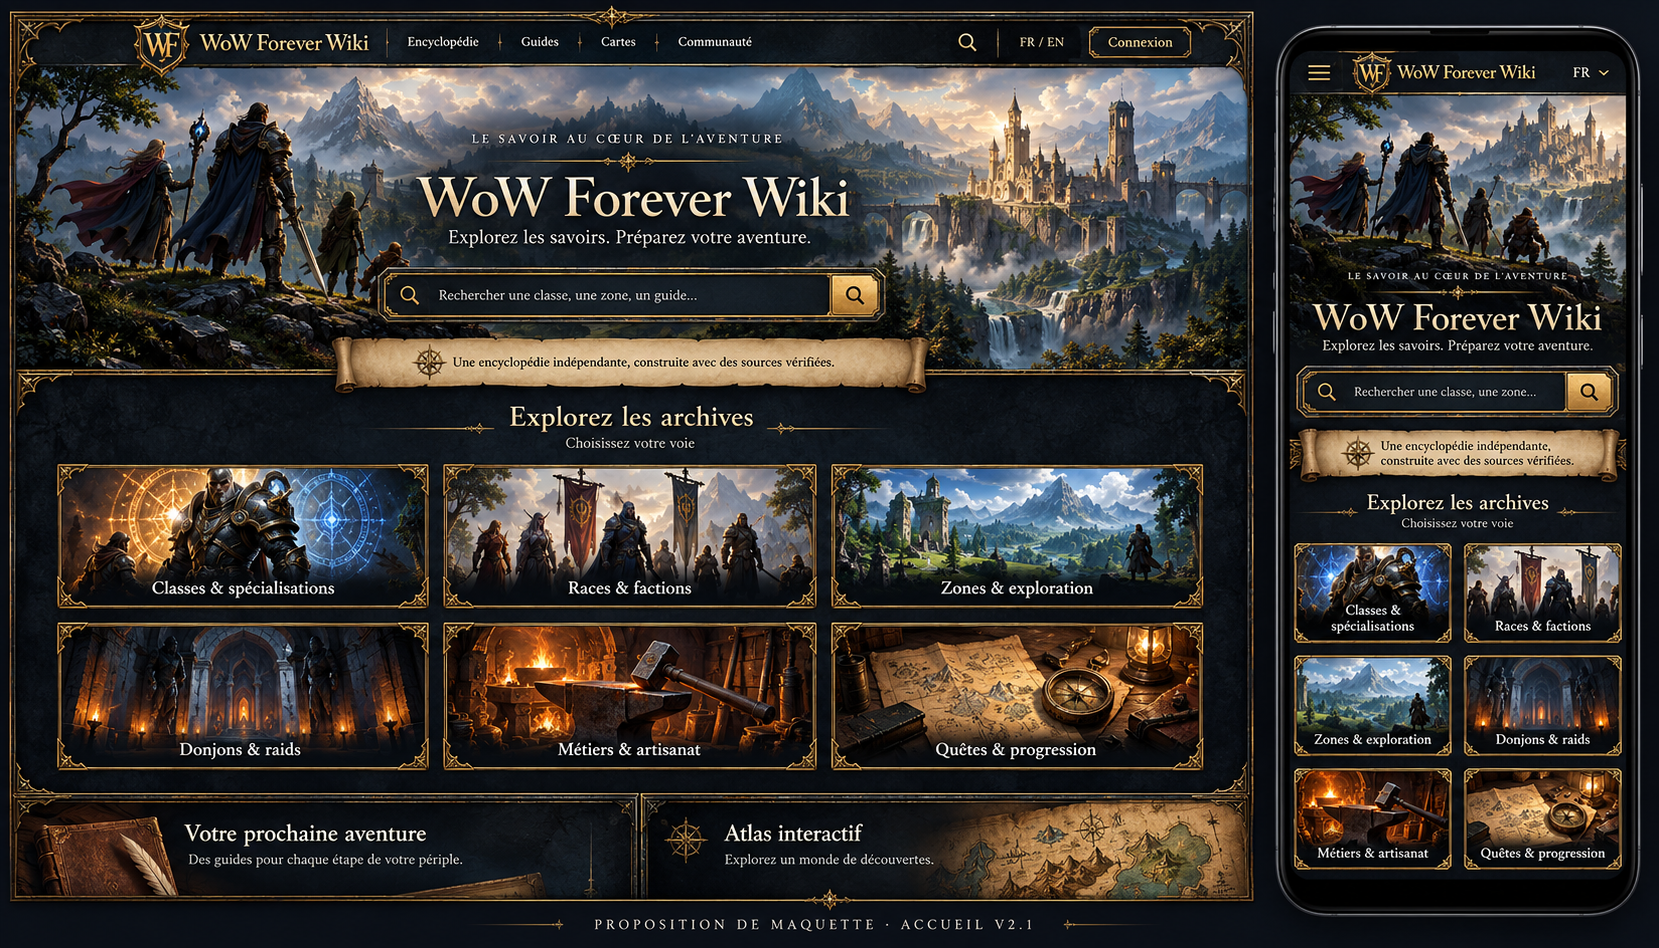 WF WoW Forever Wiki
Encyclopédie
Guides
Cartes
Communauté
FR / EN
Connexion
LE SAVOIR AU CŒUR DE L'AVENTURE
WoW Forever Wiki
Explorez les savoirs. Préparez votre aventure.
Rechercher une classe, une zone, un guide...
Une encyclopédie indépendante, construite avec des sources vérifiées.
Explorez les archives
Choisissez votre voie
Classes & spécialisations
Races & factions
Zones & exploration
Donjons & raids
Métiers & artisanat
Quêtes & progression
Votre prochaine aventure
Des guides pour chaque étape de votre périple.
Atlas interactif
Explorez un monde de découvertes.
PROPOSITION DE MAQUETTE · ACCUEIL V2.1
WF WoW Forever Wiki
FR
LE SAVOIR AU CŒUR DE L'AVENTURE
WoW Forever Wiki
Explorez les savoirs. Préparez votre aventure.
Rechercher une classe, une zone...
Une encyclopédie indépendante,
construite avec des sources vérifiées.
Explorez les archives
Choisissez votre voie
Classes &
spécialisations
Races & factions
Zones & exploration
Donjons & raids
Métiers & artisanat
Quêtes & progression